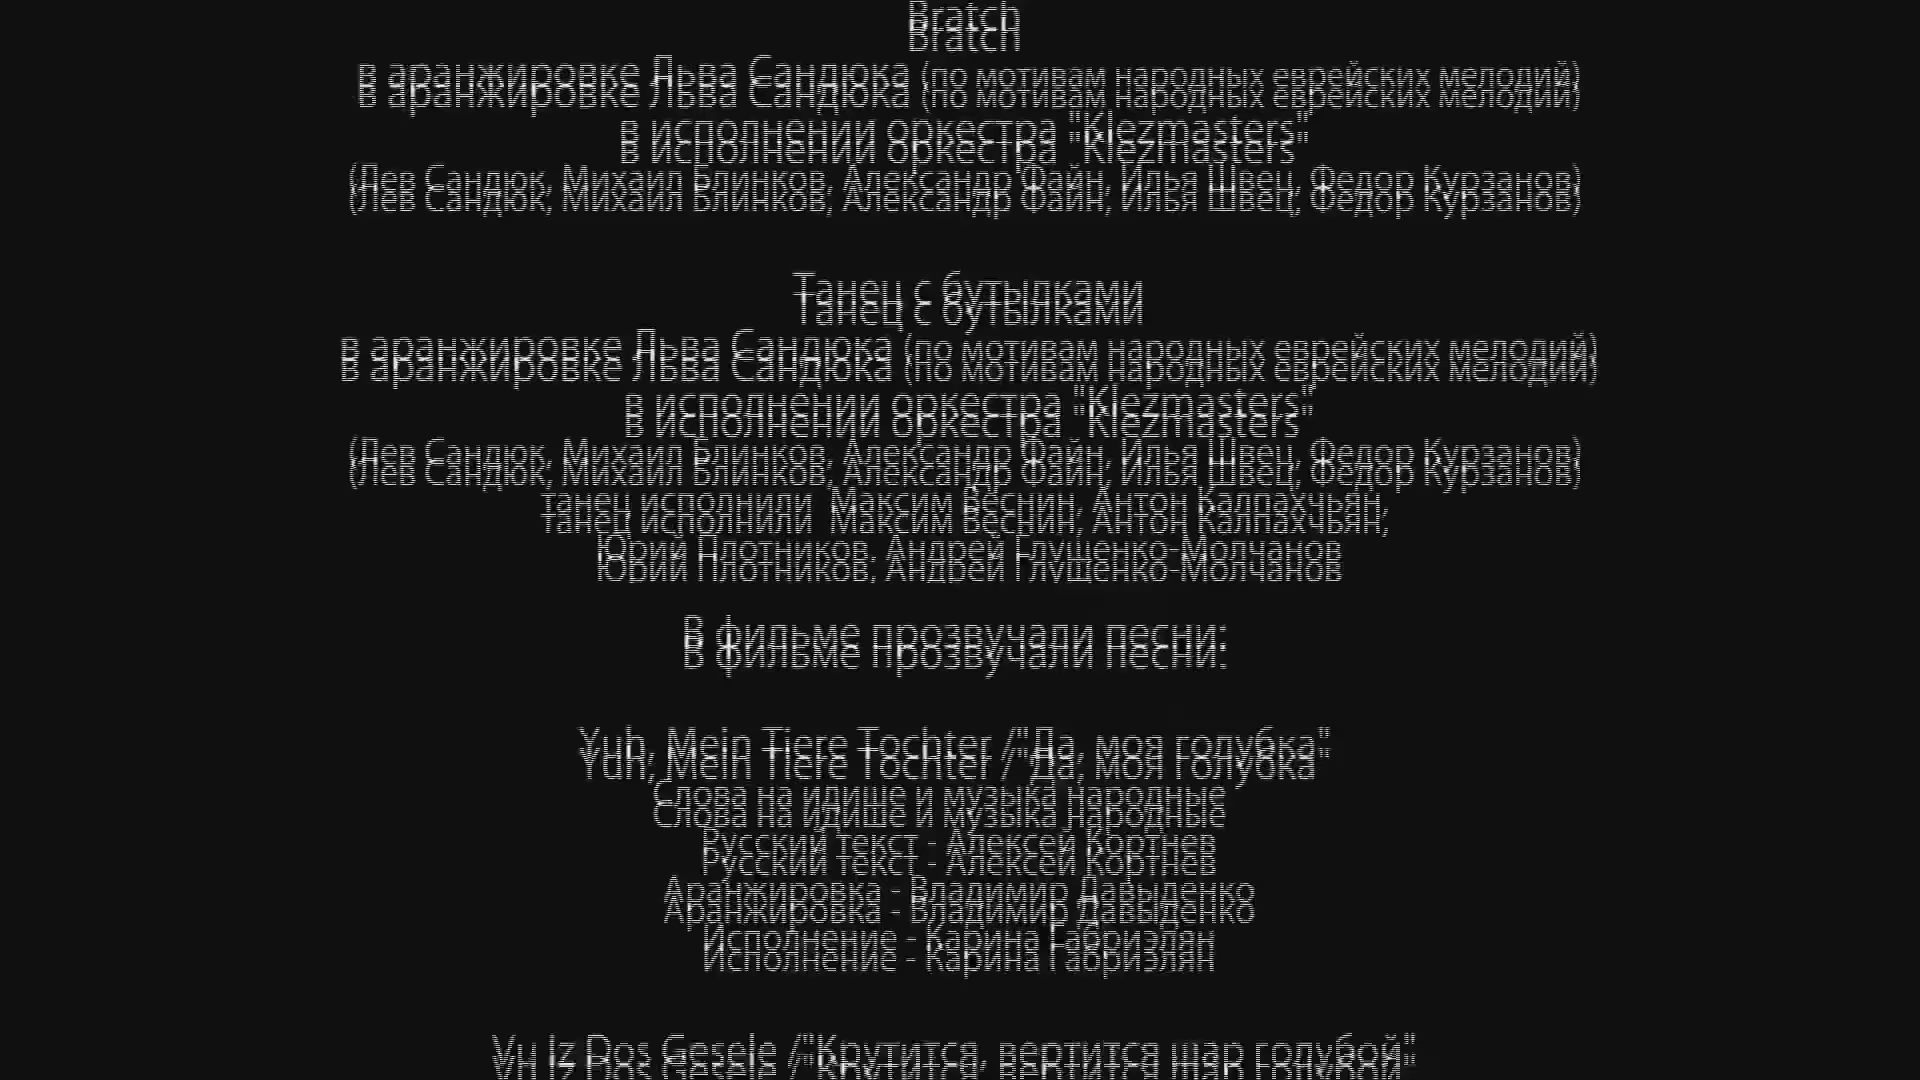 Bratch
в аранжировке Льва Сандюка (по мотивам народных еврейских мелодий)
в исполнении оркестра "Klezmasters"
(Лев Сандюк, Михаил Блинков, Александр Файн, Илья Швец, Федор Курзанов)
Танец с бутылками
в аранжировке Льва Сандюка (по мотивам народных еврейских мелодий)
в исполнении оркестра "Klezmasters"
(Лев Сандюк, Михаил Блинков, Александр Файн, Илья Швец, Федор Курзанов)
танец исполнили Максим Веснин, Антон Калпахчьян,
Юрий Плотников, Андрей Глущенко-Молчанов
В фильме прозвучали песни:
Yuh, Mein Tiere Tochter /"Да, моя голубка"
Слова на идише и музыка народные
Русский текст - Алексей Кортнев
Аранжировка - Владимир Давыденко
Исполнение - Карина Габриэлян
Vu Iz Dos Gesele /"Крутится, вертится шар голубой"